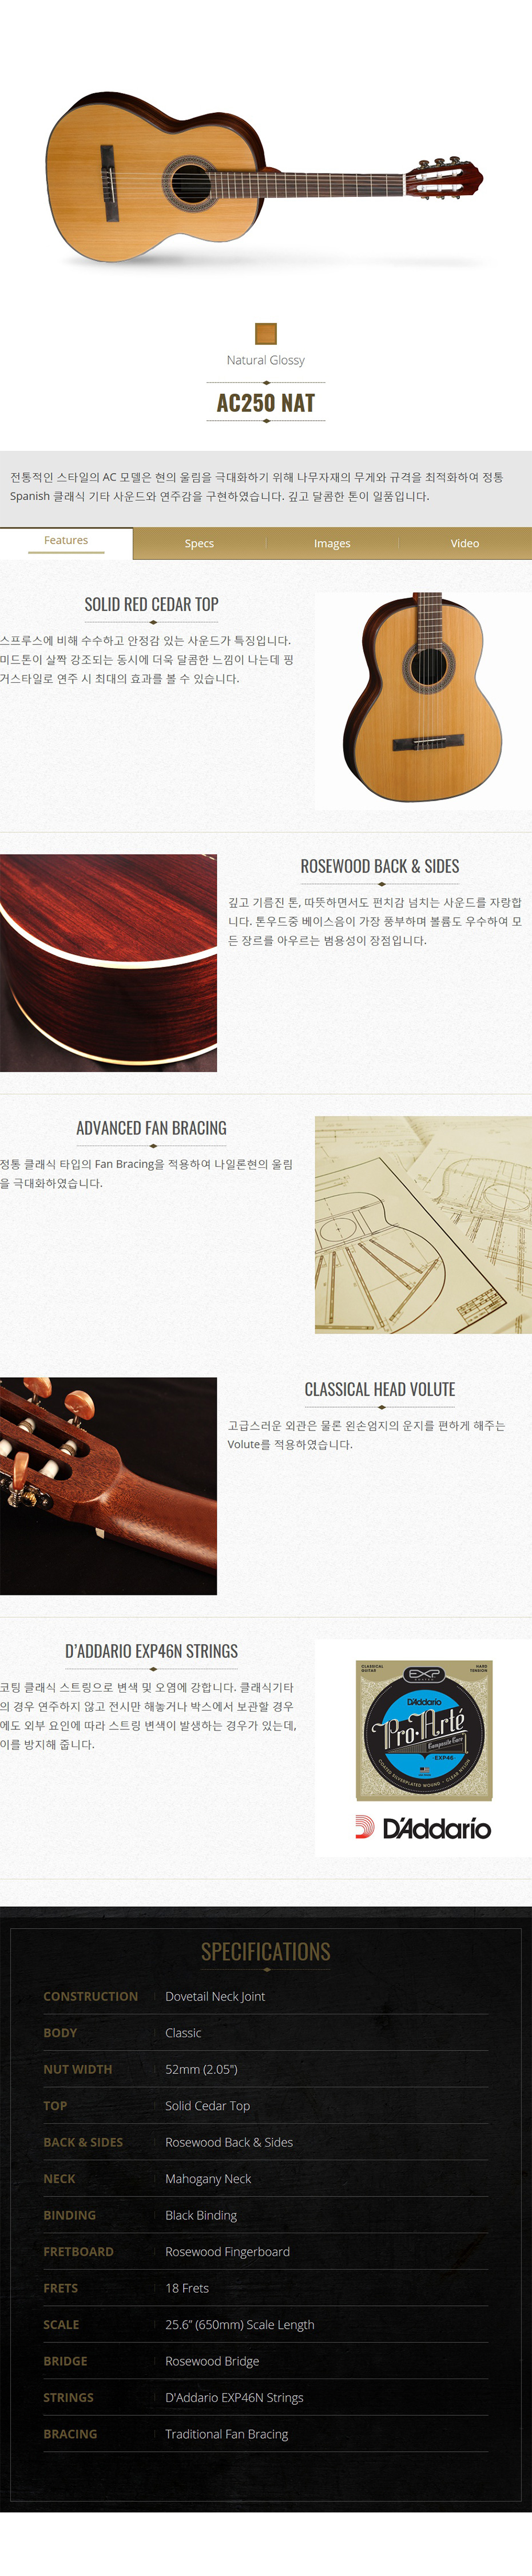 Natural Glossy
AC250 NAT
전통적인 스타일의 AC 모델은 현의 울림을 극대화하기 위해 나무자재의 무게와 규격을 최적화하여 정통
Spanish 클래식 기타 사운드와 연주감을 구현하였습니다. 깊고 달콤한 톤이 일품입니다.
Features Specs Images Video
SOLID RED CEDAR TOP
스프루스에 비해 수수하고 안정감 있는 사운드가 특징입니다.
미드톤이 살짝 강조되는 동시에 더욱 달콤한 느낌이 나는데 핑
거스타일로 연주 시 최대의 효과를 볼 수 있습니다.
ROSEWOOD BACK & SIDES
깊고 기름진 톤, 따뜻하면서도 펀치감 넘치는 사운드를 자랑합
니다. 톤우드중 베이스음이 가장 풍부하며 볼륨도 우수하여 모
든 장르를 아우르는 범용성이 장점입니다.
ADVANCED FAN BRACING
정통 클래식 타입의 Fan Bracing을 적용하여 나일론현의 울림
을 극대화하였습니다.
CLASSICAL HEAD VOLUTE
고급스러운 외관은 물론 왼손엄지의 운지를 편하게 해주는
Volute를 적용하였습니다.
D’ADDARIO EXP46N STRINGS
코팅 클래식 스트링으로 변색 및 오염에 강합니다. 클래식기타
의 경우 연주하지 않고 전시만 해놓거나 박스에서 보관할 경우
에도 외부 요인에 따라 스트링 변색이 발생하는 경우가 있는데,
이를 방지해 줍니다.
CLASSICAL GUITAR
EXP
HARD TENSION
D'Addario
Pro·Arté
Composite Core
·EXP46·
COATED SILVERPLATED WOUND · CLEAR NYLON
D'Addario
SPECIFICATIONS
CONSTRUCTION Dovetail Neck Joint
BODY Classic
NUT WIDTH 52mm (2.05")
TOP Solid Cedar Top
BACK & SIDES Rosewood Back & Sides
NECK Mahogany Neck
BINDING Black Binding
FRETBOARD Rosewood Fingerboard
FRETS 18 Frets
SCALE 25.6” (650mm) Scale Length
BRIDGE Rosewood Bridge
STRINGS D'Addario EXP46N Strings
BRACING Traditional Fan Bracing